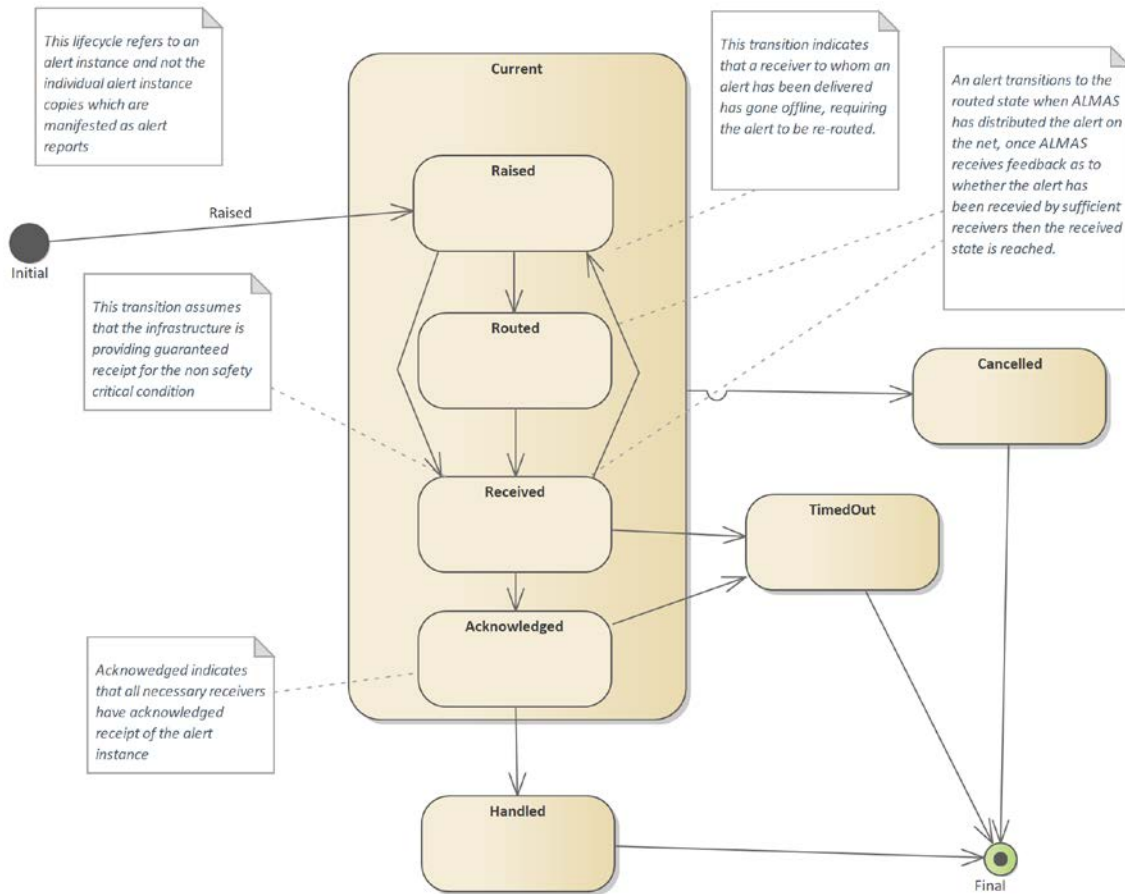 This lifecycle refers to an
alert instance and not the
individual alert instance
copies which are
manifested as alert
reports
Current
This transition indicates
that a receiver to whom an
alert has been delivered
has gone offline, requiring
the alert to be re-routed.
An alert transitions to the
routed state when ALMAS
has distributed the alert on
the net, once ALMAS
receives feedback as to
whether the alert has
been recevied by sufficient
receivers then the received
state is reached.
Raised
Raised
Initial
This transition assumes
that the infrastructure is
providing guaranteed
receipt for the non safety
critical condition
Routed
Cancelled
Received
TimedOut
Acknowledged
Acknowedged indicates
that all necessary receivers
have acknowledged
receipt of the alert
instance
Handled
Final